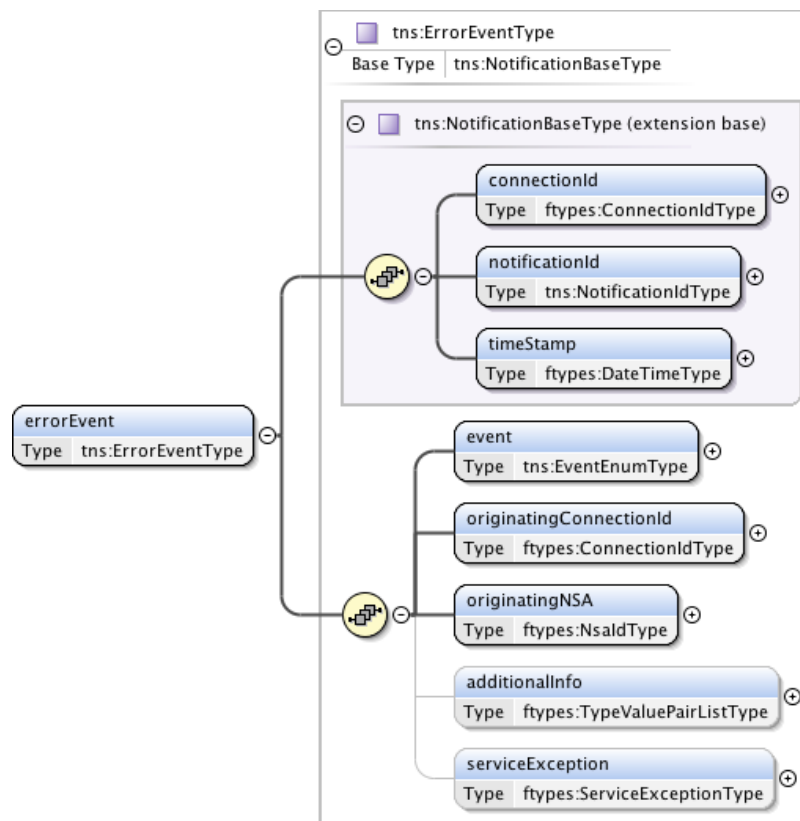 tns:ErrorEventType
Base Type tns:NotificationBaseType
tns:NotificationBaseType (extension base)
connectionId
Type ftypes:ConnectionIdType
notificationId
Type tns:NotificationIdType
timeStamp
Type ftypes:DateTimeType
errorEvent
Type tns:ErrorEventType
event
Type tns:EventEnumType
originatingConnectionId
Type ftypes:ConnectionIdType
originatingNSA
Type ftypes:NsaIdType
additionalInfo
Type ftypes:TypeValuePairListType
serviceException
Type ftypes:ServiceExceptionType